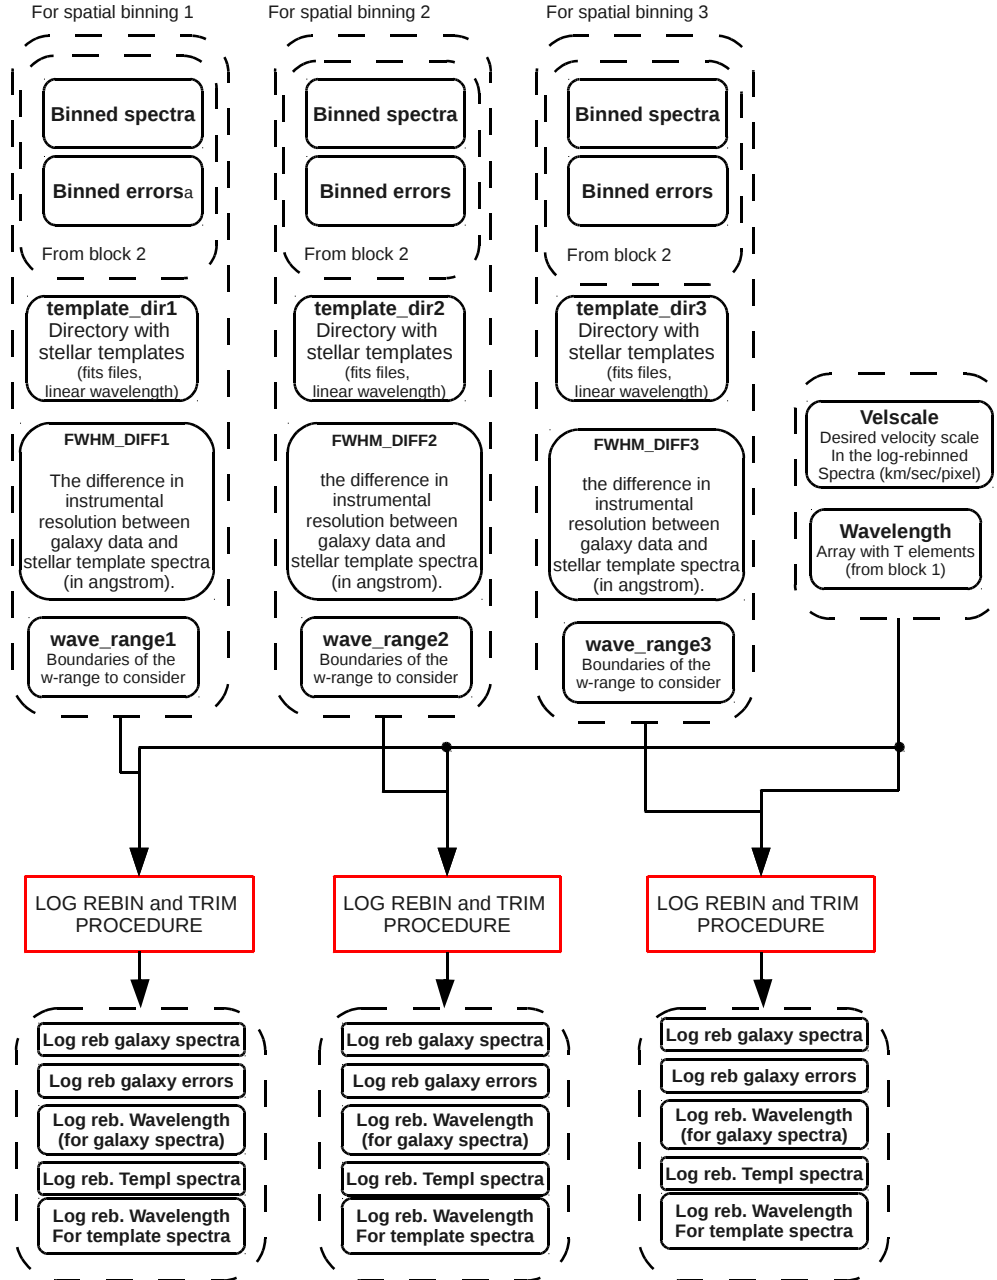 For spatial binning 1
For spatial binning 2
For spatial binning 3
Binned spectra
Binned errorsa
From block 2
template_dir1
Directory with
stellar templates
(fits files,
linear wavelength)
FWHM_DIFF1
The difference in
instrumental
resolution between
galaxy data and
stellar template spectra
(in angstrom).
wave_range1
Boundaries of the
w-range to consider
Binned spectra
Binned errors
From block 2
template_dir2
Directory with
stellar templates
(fits files,
linear wavelength)
FWHM_DIFF2
the difference in
instrumental
resolution between
galaxy data and
stellar template spectra
(in angstrom).
wave_range2
Boundaries of the
w-range to consider
Binned spectra
Binned errors
From block 2
template_dir3
Directory with
stellar templates
(fits files,
linear wavelength)
FWHM_DIFF3
the difference in
instrumental
resolution between
galaxy data and
stellar template spectra
(in angstrom).
wave_range3
Boundaries of the
w-range to consider
Velscale
Desired velocity scale
In the log-rebinned
Spectra (km/sec/pixel)
Wavelength
Array with T elements
(from block 1)
LOG REBIN and TRIM
PROCEDURE
LOG REBIN and TRIM
PROCEDURE
LOG REBIN and TRIM
PROCEDURE
Log reb galaxy spectra
Log reb galaxy errors
Log reb. Wavelength
(for galaxy spectra)
Log reb. Templ spectra
Log reb. Wavelength
For template spectra
Log reb galaxy spectra
Log reb galaxy errors
Log reb. Wavelength
(for galaxy spectra)
Log reb. Templ spectra
Log reb. Wavelength
For template spectra
Log reb galaxy spectra
Log reb galaxy errors
Log reb. Wavelength
(for galaxy spectra)
Log reb. Templ spectra
Log reb. Wavelength
For template spectra